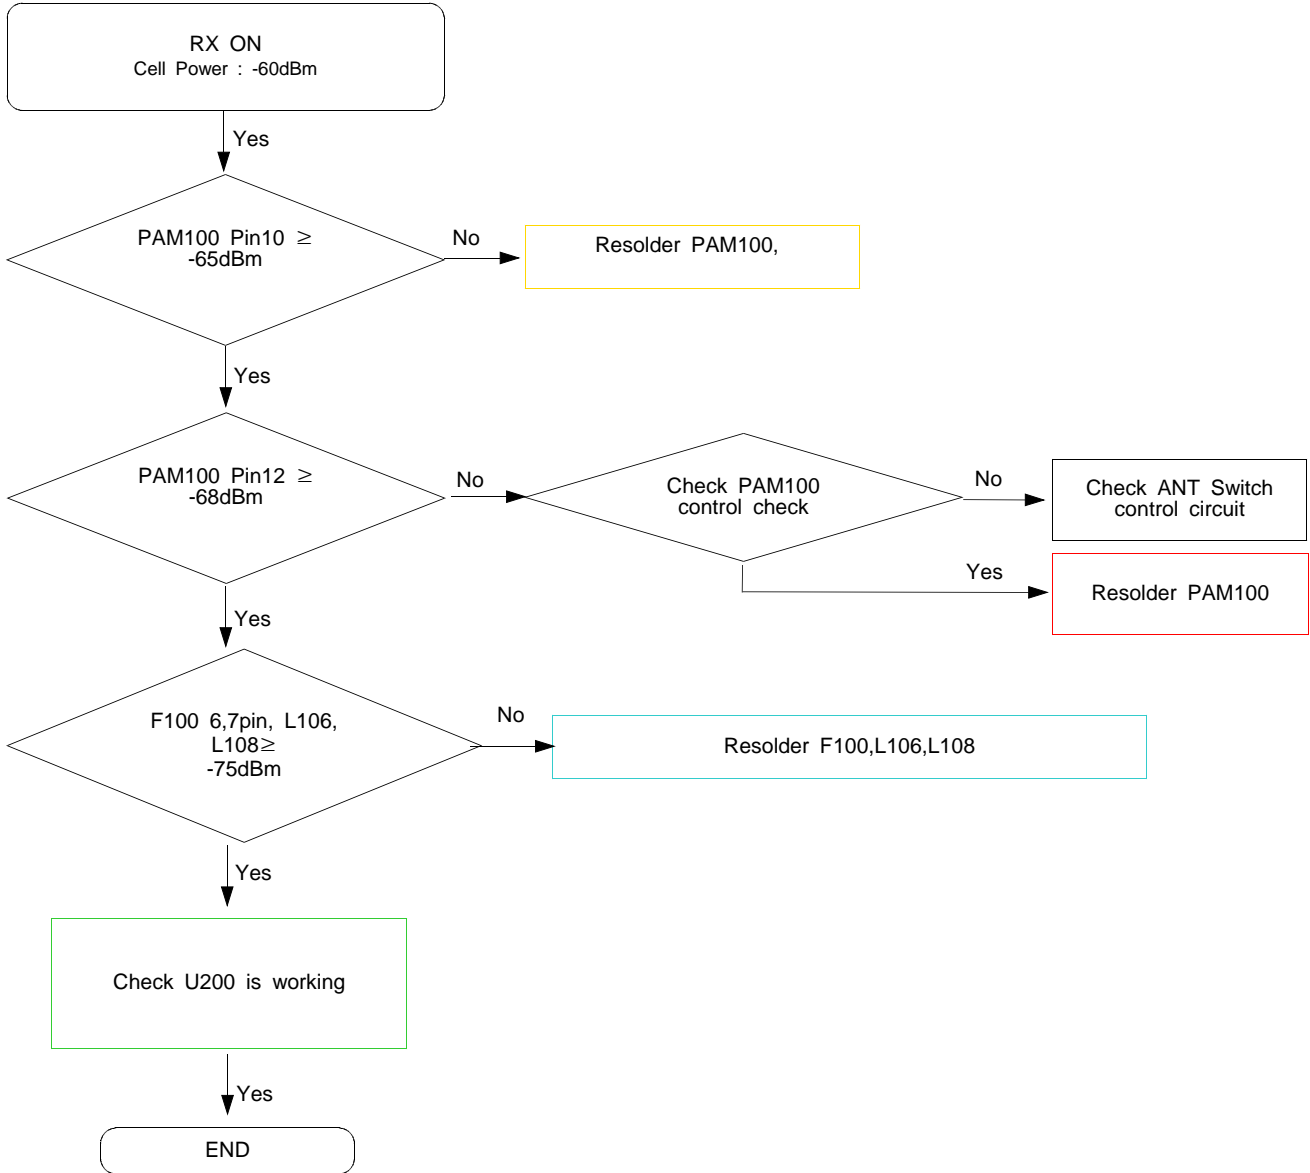 RX ON
Cell Power : -60dBm
Yes
PAM100 Pin10 ≥
-65dBm
No
Resolder PAM100,
Yes
PAM100 Pin12 ≥
-68dBm
No
Check PAM100
control check
No
Check ANT Switch
control circuit
Yes
Resolder PAM100
Yes
F100 6,7pin, L106,
L108≥
-75dBm
No
Resolder F100,L106,L108
Yes
Check U200 is working
Yes
END